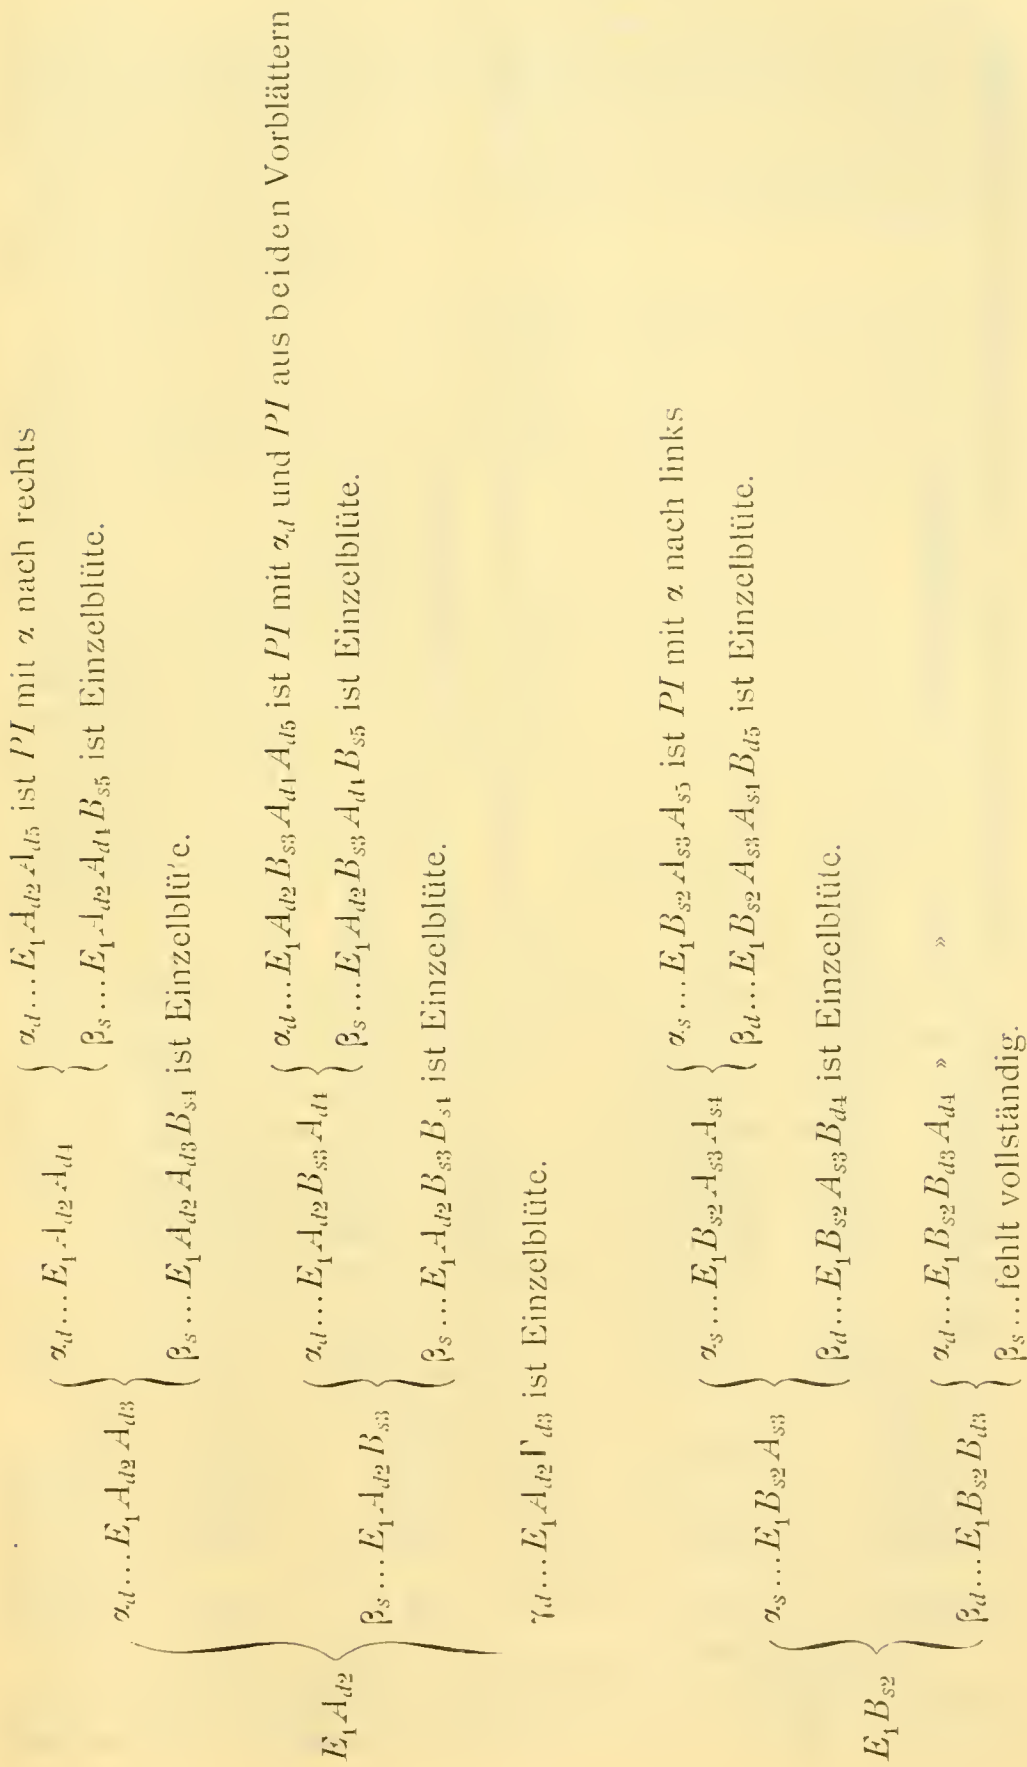 α_d ... E₁A_{d2}A_{d5} ist PI mit α nach rechts
α_d ... E₁A_{d2}A_{d4}
β_s ... E₁A_{d2}A_{d4}B_{s5} ist Einzelblüte.
α_d ... E₁A_{d2}A_{d3}
β_s ... E₁A_{d2}A_{d3}B_{s4} ist Einzelblüte.
α_d ... E₁A_{d2}B_{s3}A_{d4}A_{d5} ist PI mit α_d und PI aus beiden Vorblättern
α_d ... E₁A_{d2}B_{s3}A_{d4}
β_s ... E₁A_{d2}B_{s3}A_{d4}B_{s5} ist Einzelblüte.
E₁A_{d2}
β_s ... E₁A_{d2}B_{s3}
β_s ... E₁A_{d2}B_{s3}B_{s4} ist Einzelblüte.
γ_d ... E₁A_{d2}Γ_{d3} ist Einzelblüte.
α_s ... E₁B_{s2}A_{s3}A_{s5} ist PI mit α nach links
α_s ... E₁B_{s2}A_{s3}A_{s4}
β_d ... E₁B_{s2}A_{s3}A_{s4}B_{d5} ist Einzelblüte.
α_s ... E₁B_{s2}A_{s3}
β_d ... E₁B_{s2}A_{s3}B_{d4} ist Einzelblüte.
E₁B_{s2}
α_d ... E₁B_{s2}B_{d3}A_{d4} » »
β_d ... E₁B_{s2}B_{d3}
β_s ... fehlt vollständig.